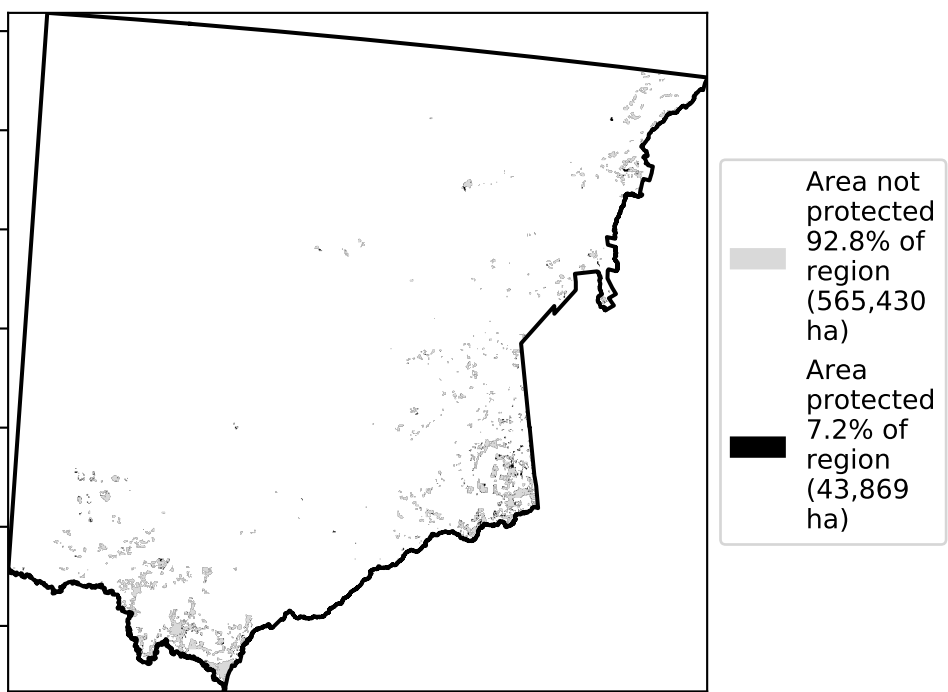 Area not
protected
92.8% of
region
(565,430
ha)
Area
protected
7.2% of
region
(43,869
ha)